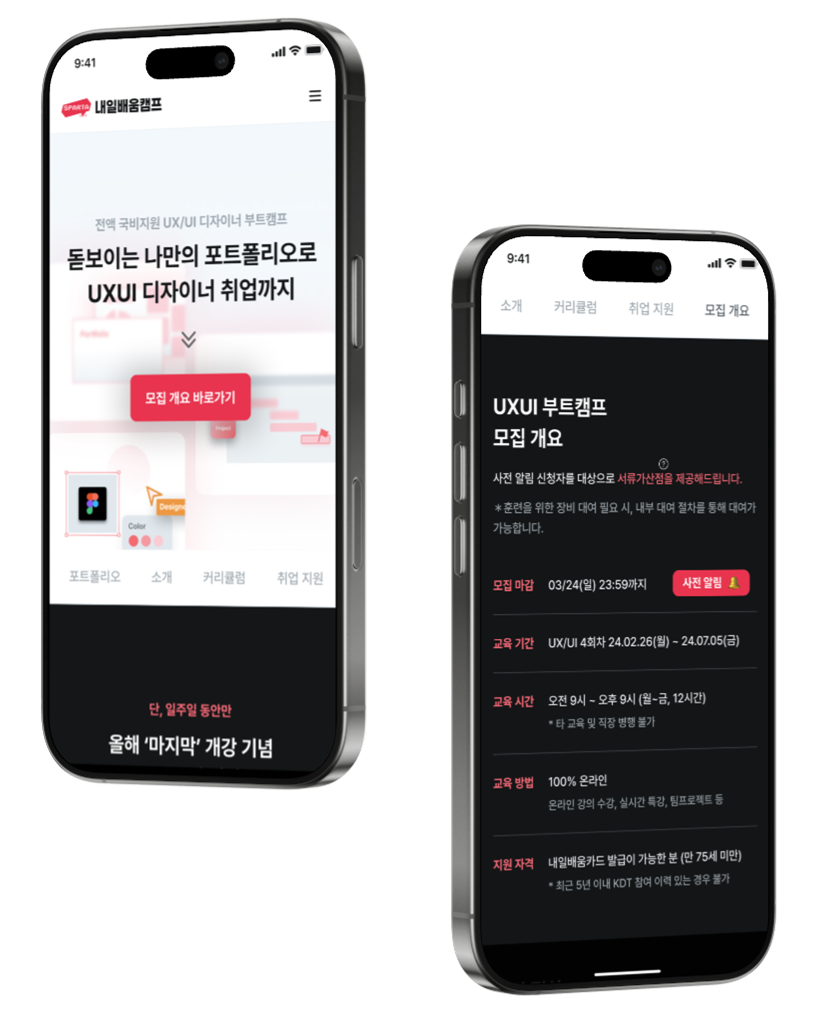 9:41
SPARTA 내일배움캠프
전액 국비지원 UX/UI 디자이너 부트캠프
돋보이는 나만의 포트폴리오로
UXUI 디자이너 취업까지
Portfolio
모집 개요 바로가기
Project
Designe
Color
포트폴리오 소개 커리큘럼 취업 지원
단, 일주일 동안만
올해 ‘마지막’ 개강 기념
9:41
소개 커리큘럼 취업 지원 모집 개요
UXUI 부트캠프
모집 개요
?
사전 알림 신청자를 대상으로 서류가산점을 제공해드립니다.
*훈련을 위한 장비 대여 필요 시, 내부 대여 절차를 통해 대여가
가능합니다.
모집 마감 03/24(일) 23:59까지 사전 알림
교육 기간 UX/UI 4회차 24.02.26(월) ~ 24.07.05(금)
교육 시간 오전 9시 ~ 오후 9시 (월~금, 12시간)
* 타 교육 및 직장 병행 불가
교육 방법 100% 온라인
온라인 강의 수강, 실시간 특강, 팀프로젝트 등
지원 자격 내일배움카드 발급이 가능한 분 (만 75세 미만)
* 최근 5년 이내 KDT 참여 이력 있는 경우 불가